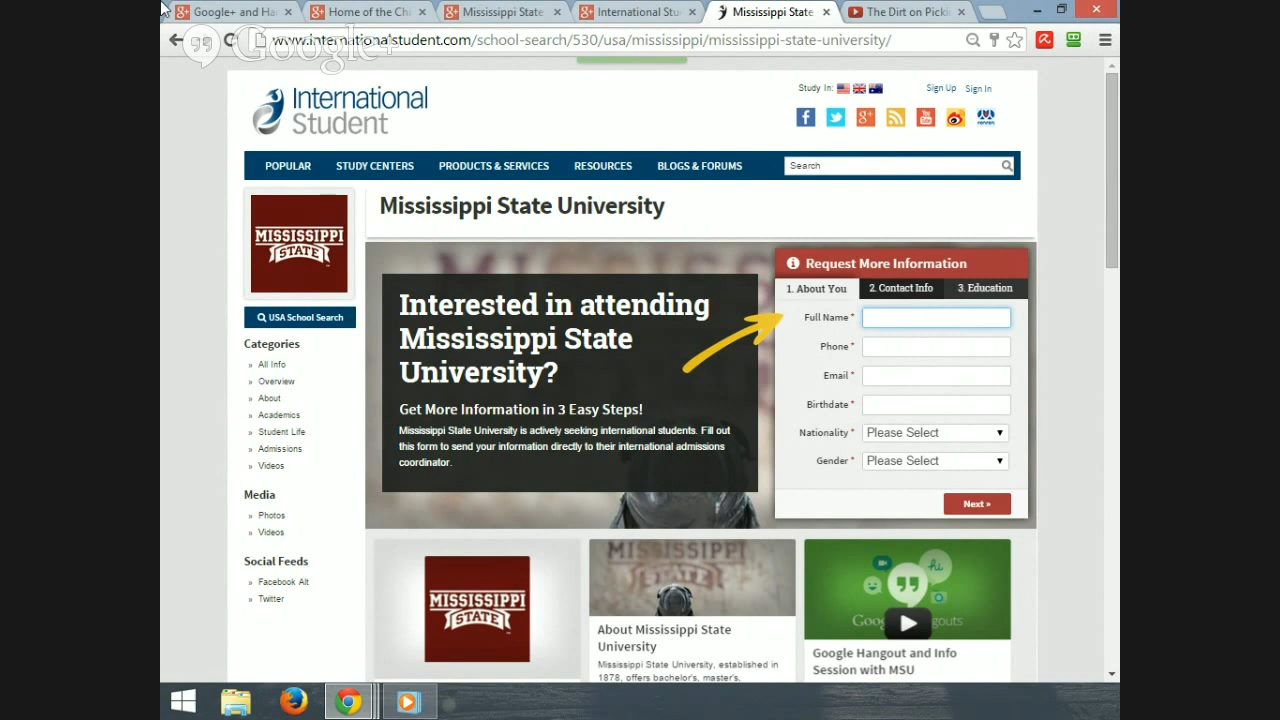 Google+ and Ha
Home of the Chi
Mississippi State
International Stu
Mississippi State
The Dirt on Pickli
www.internationalstudent.com/school-search/530/usa/mississippi/mississippi-state-university/
Google+
International
Student
Study In:
Sign Up
Sign In
POPULAR
STUDY CENTERS
PRODUCTS & SERVICES
RESOURCES
BLOGS & FORUMS
Search
MISSISSIPPI
STATE
Mississippi State University
USA School Search
Categories
» All Info
» Overview
» About
» Academics
» Student Life
» Admissions
» Videos
Media
» Photos
» Videos
Social Feeds
» Facebook Alt
» Twitter
Interested in attending
Mississippi State
University?
Get More Information in 3 Easy Steps!
Mississippi State University is actively seeking international students. Fill out
this form to send your information directly to their international admissions
coordinator.
Request More Information
1. About You
2. Contact Info
3. Education
Full Name *
Phone *
Email *
Birthdate *
Nationality * Please Select
Gender * Please Select
Next »
MISSISSIPPI
STATE
MISSISSIPPI
STATE
About Mississippi State
University
Mississippi State University, established in
1878, offers bachelor's, master's,
hi
Goog outs
Google Hangout and Info
Session with MSU